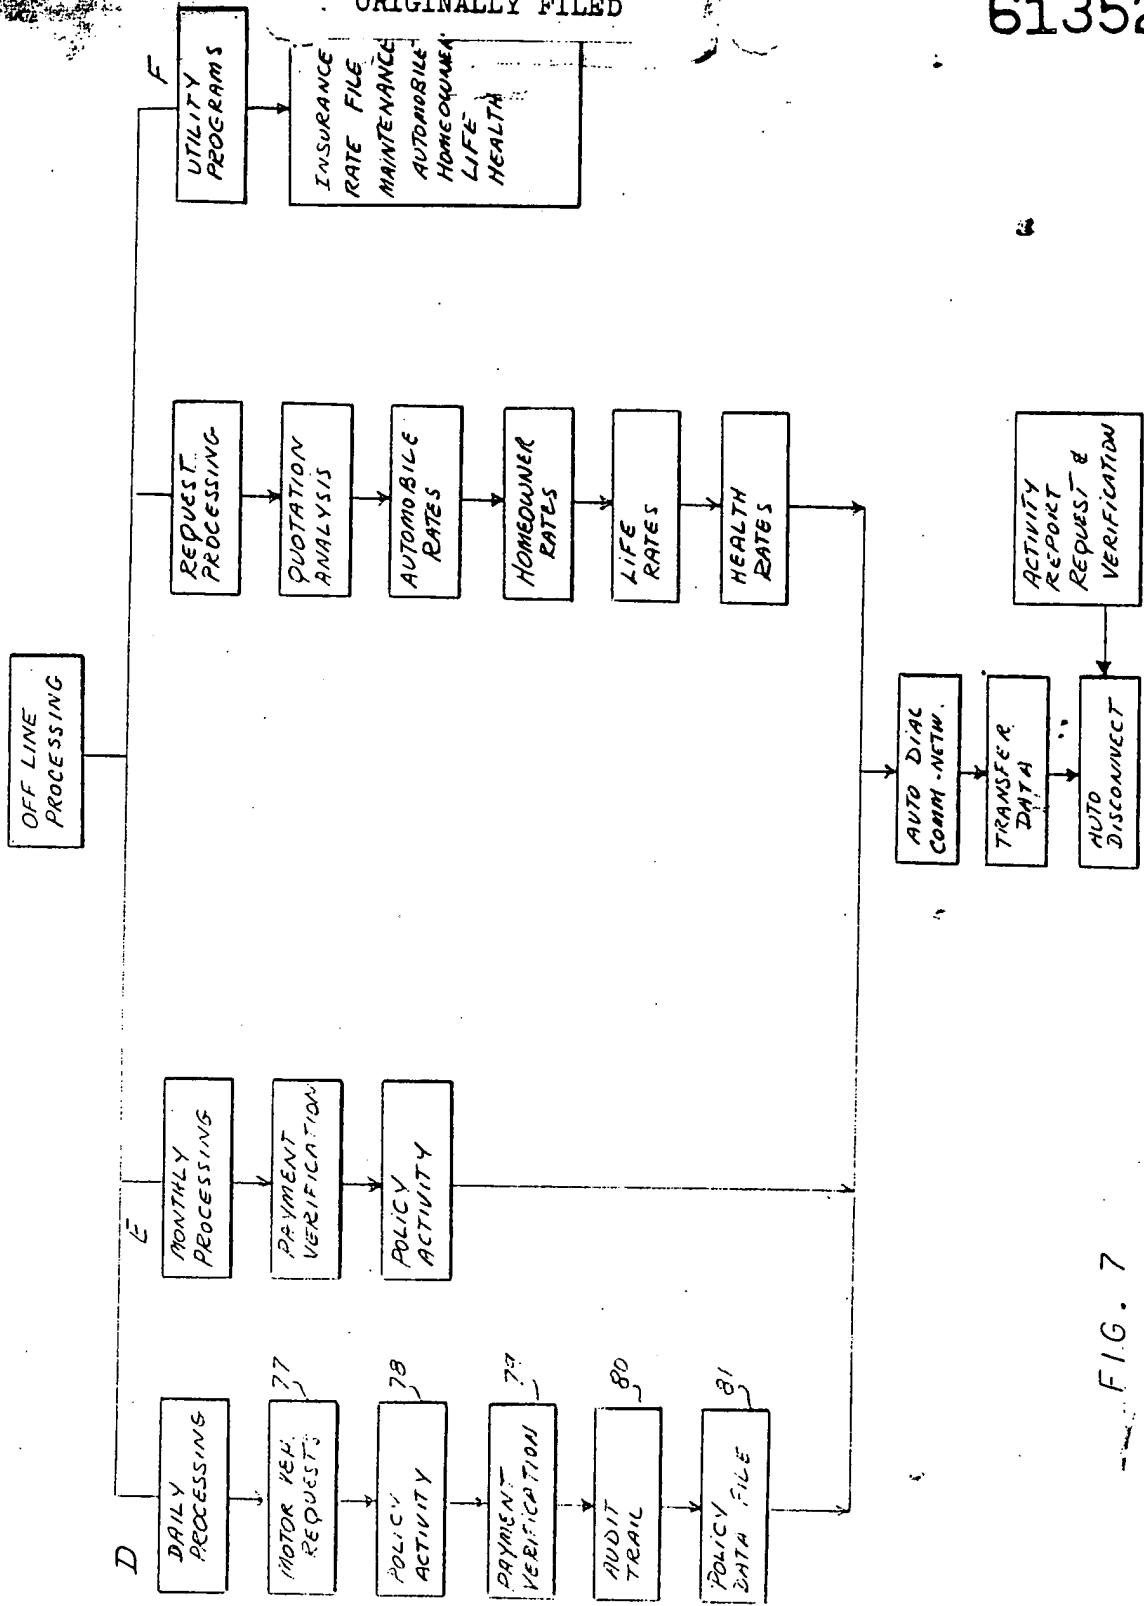 ORIGINALLY FILED
61352
OFF LINE
PROCESSING
D
DAILY
PROCESSING
MOTOR VEH.
REQUESTS
77
POLICY
ACTIVITY
78
PAYMENT
VERIFICATION
79
AUDIT
TRAIL
80
POLICY
DATA FILE
81
E
MONTHLY
PROCESSING
PAYMENT
VERIFICATION
POLICY
ACTIVITY
REQUEST
PROCESSING
QUOTATION
ANALYSIS
AUTOMOBILE
RATES
HOMEOWNER
RATES
LIFE
RATES
HEALTH
RATES
F
UTILITY
PROGRAMS
INSURANCE
RATE FILE
MAINTENANCE
AUTOMOBILE
HOMEOWNER
LIFE
HEALTH
AUTO DIAL
COMM. NETW.
TRANSFER
DATA
AUTO
DISCONNECT
ACTIVITY
REPORT
REQUEST &
VERIFICATION
FIG. 7